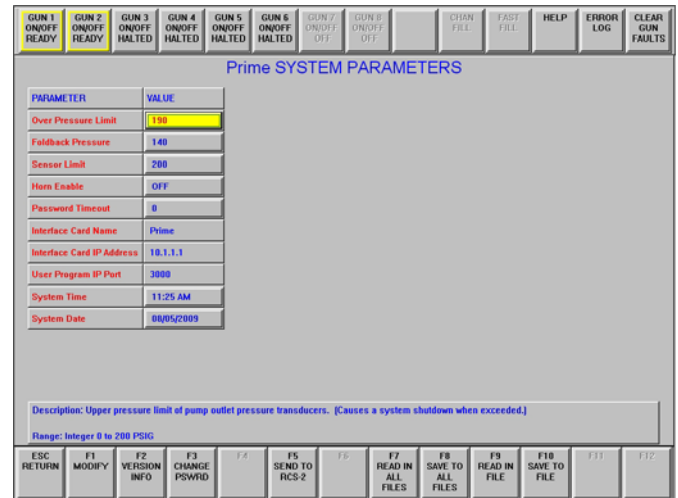 GUN 1 GUN 2 GUN 3 GUN 4 GUN 5 GUN 6 GUN 7 GUN 8 CHAN FAST HELP ERROR CLEAR
ON/OFF ON/OFF ON/OFF ON/OFF ON/OFF ON/OFF ON/OFF ON/OFF FILL FILL LOG GUN
READY READY HALTED HALTED HALTED HALTED OFF OFF FAULTS
Prime SYSTEM PARAMETERS
PARAMETER VALUE
Over Pressure Limit 190
Foldback Pressure 140
Sensor Limit 200
Horn Enable OFF
Password Timeout 0
Interface Card Name Prime
Interface Card IP Address 10.1.1.1
User Program IP Port 3000
System Time 11:25 AM
System Date 08/05/2009
Description: Upper pressure limit of pump outlet pressure transducers. (Causes a system shutdown when exceeded.)
Range: Integer 0 to 200 PSIG
ESC F1 F2 F3 F4 F5 F6 F7 F8 F9 F10 F11 F12
RETURN MODIFY VERSION CHANGE SEND TO READ IN SAVE TO READ IN SAVE TO
INFO PSWRD RCS-2 ALL ALL FILE FILE
FILES FILES